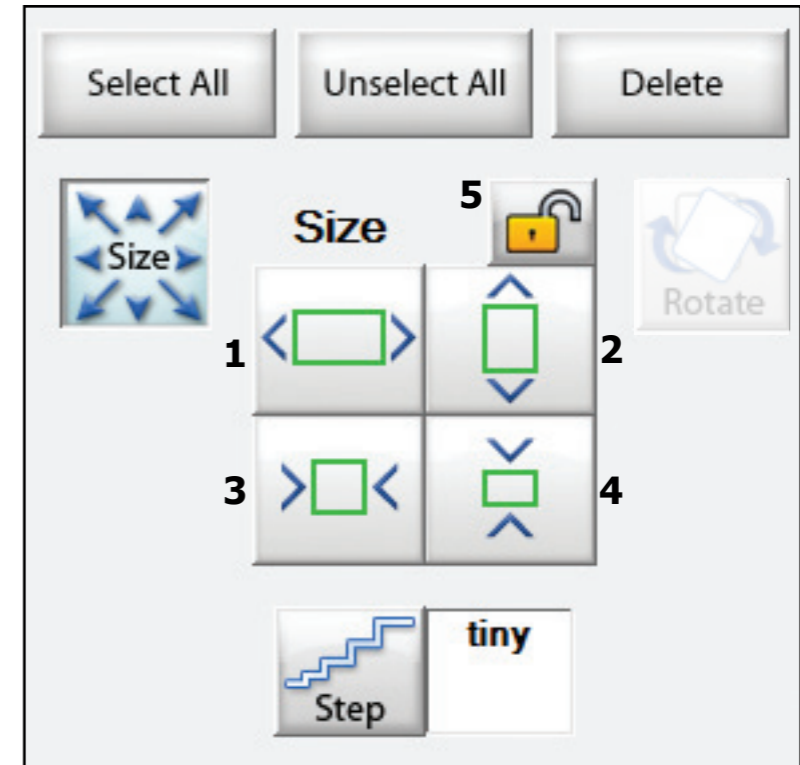 Select All
Unselect All
Delete
5
Size
Size
Rotate
1
2
3
4
tiny
Step